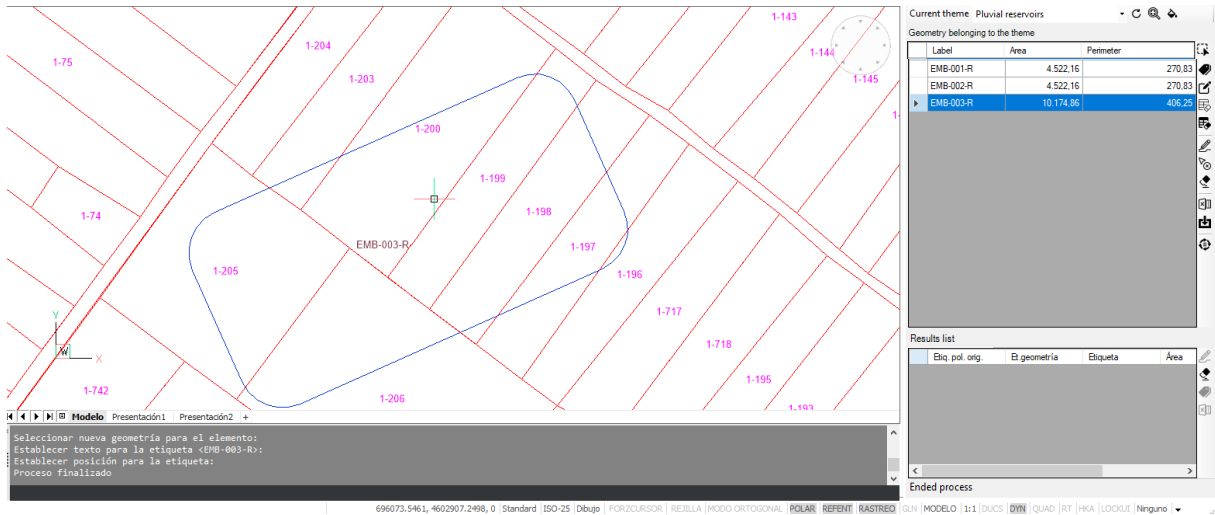 1-143
1-204
1-144
1-75
1-203
1-145
1-200
1-199
1-198
1-74
EMB-003-R
1-197
1-205
1-196
1-717
Y
W
X
1-718
1-195
1-742
1-206
1-193
Modelo Presentación1 Presentación2 +
Seleccionar nueva geometría para el elemento:
Establecer texto para la etiqueta <EMB-003-R>:
Establecer posición para la etiqueta:
Proceso finalizado
Current theme Pluvial reservoirs
Geometry belonging to the theme
Label Area Perimeter
EMB-001-R 4.522,16 270,83
EMB-002-R 4.522,16 270,83
EMB-003-R 10.174,86 406,25
Results list
Etiq. pol. orig. Et.geometría Etiqueta Área
Ended process
696073.5461, 4602907.2498, 0 Standard ISO-25 Dibujo FORZCURSOR REJILLA MODO ORTOGONAL POLAR REFENT RASTREO GLN MODELO 1:1 DUCS DYN QUAD RT HKA LOCKUI Ninguno